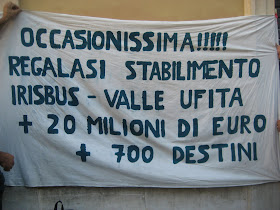 OCCASIONISSIMA!!!!!
REGALASI STABILIMENTO
IRISBUS - VALLE UFITA
+ 20 MILIONI DI EURO
+ 700 DESTINI